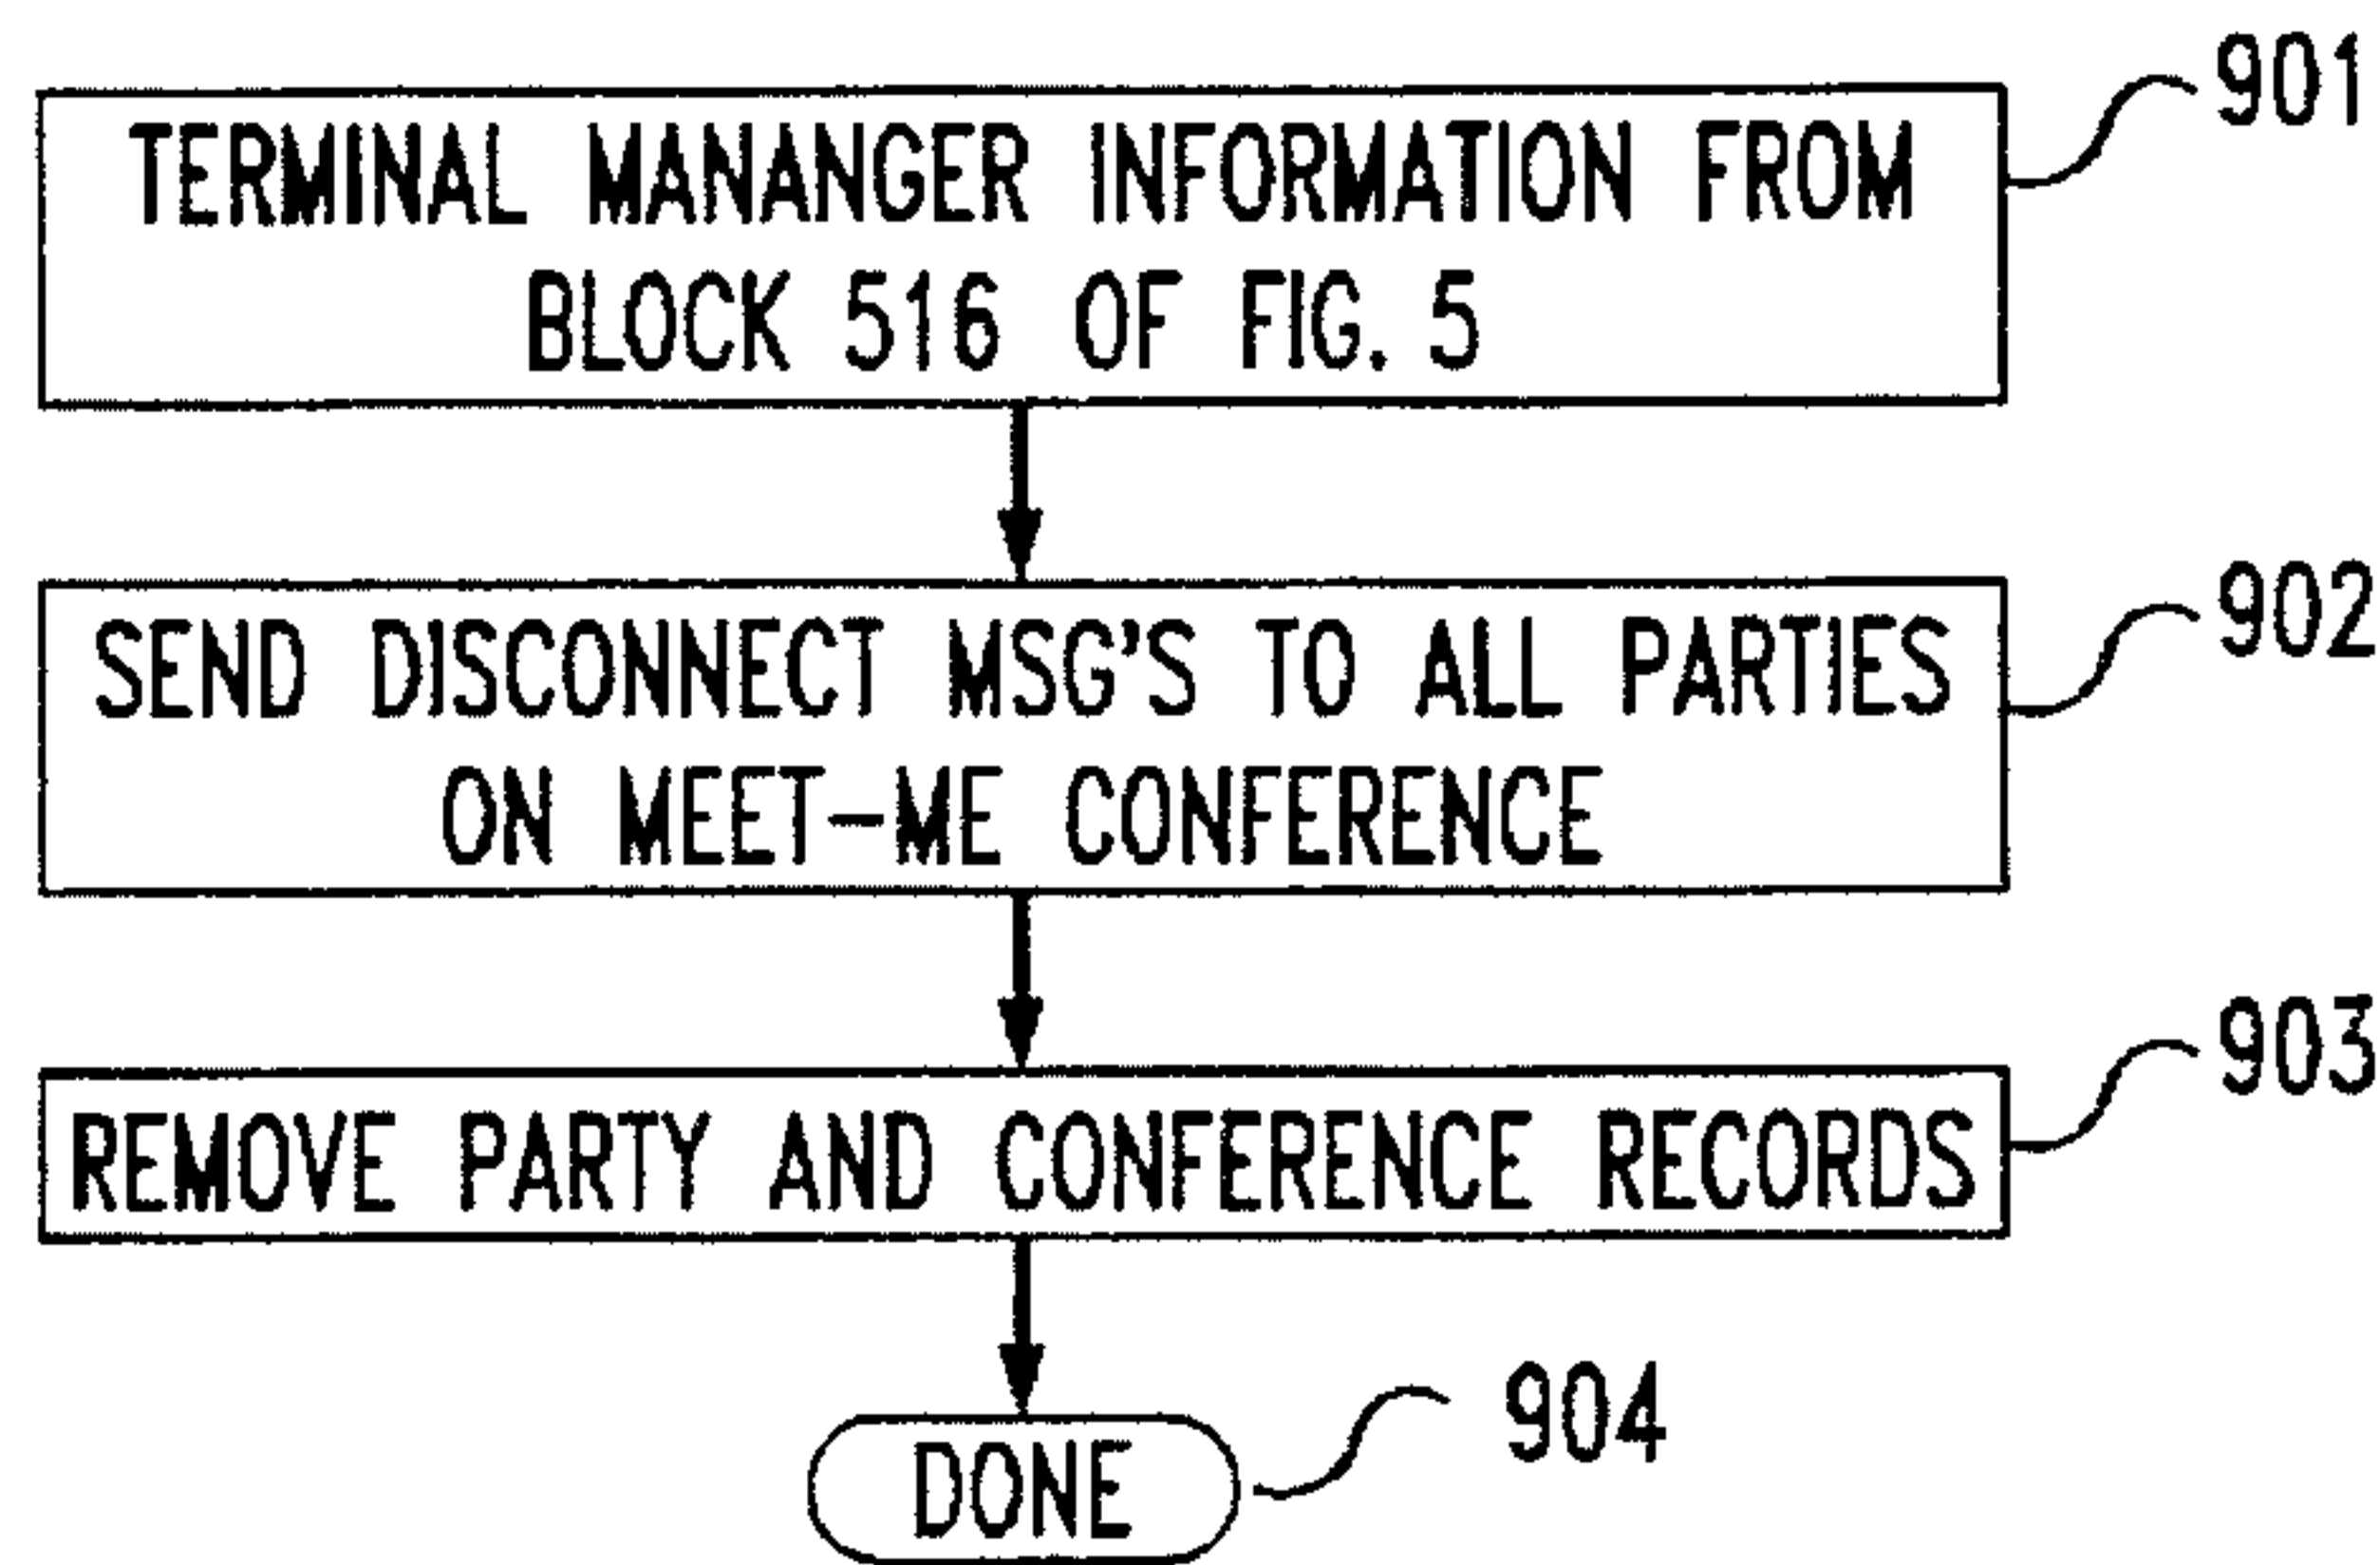 901
TERMINAL MANANGER INFORMATION FROM
BLOCK 516 OF FIG. 5
902
SEND DISCONNECT MSG'S TO ALL PARTIES
ON MEET-ME CONFERENCE
903
REMOVE PARTY AND CONFERENCE RECORDS
904
DONE